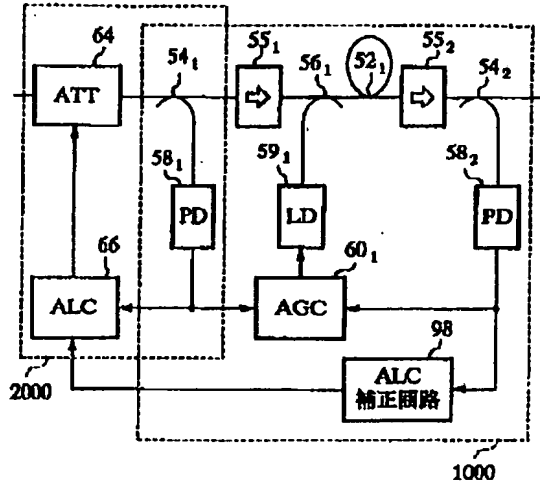 64
54₁
55₁
56₁
52₁
55₂
54₂
ATT
58₁
59₁
58₂
PD
LD
PD
66
60₁
ALC
AGC
98
2000
ALC
補正回路
1000